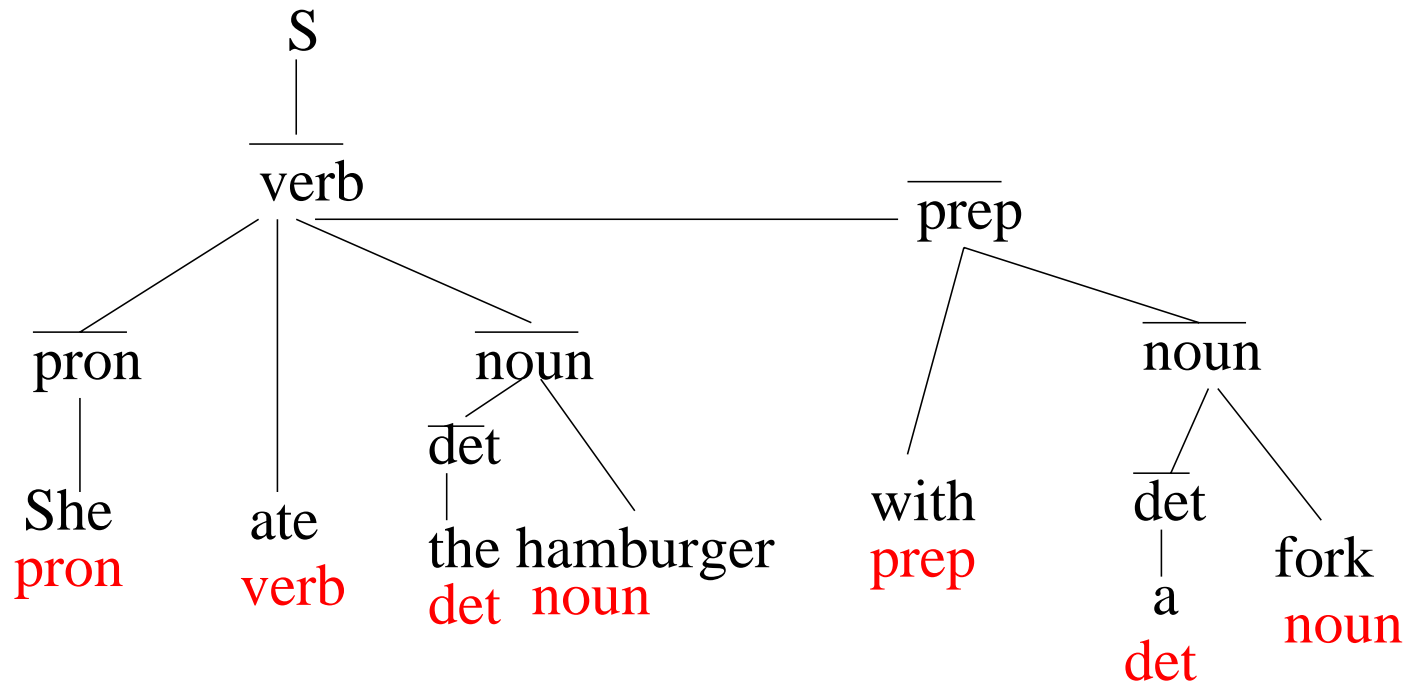 S
verb
prep
pron
noun
noun
det
det
She
ate
the hamburger
with
fork
a
pron
verb
det
noun
prep
noun
det